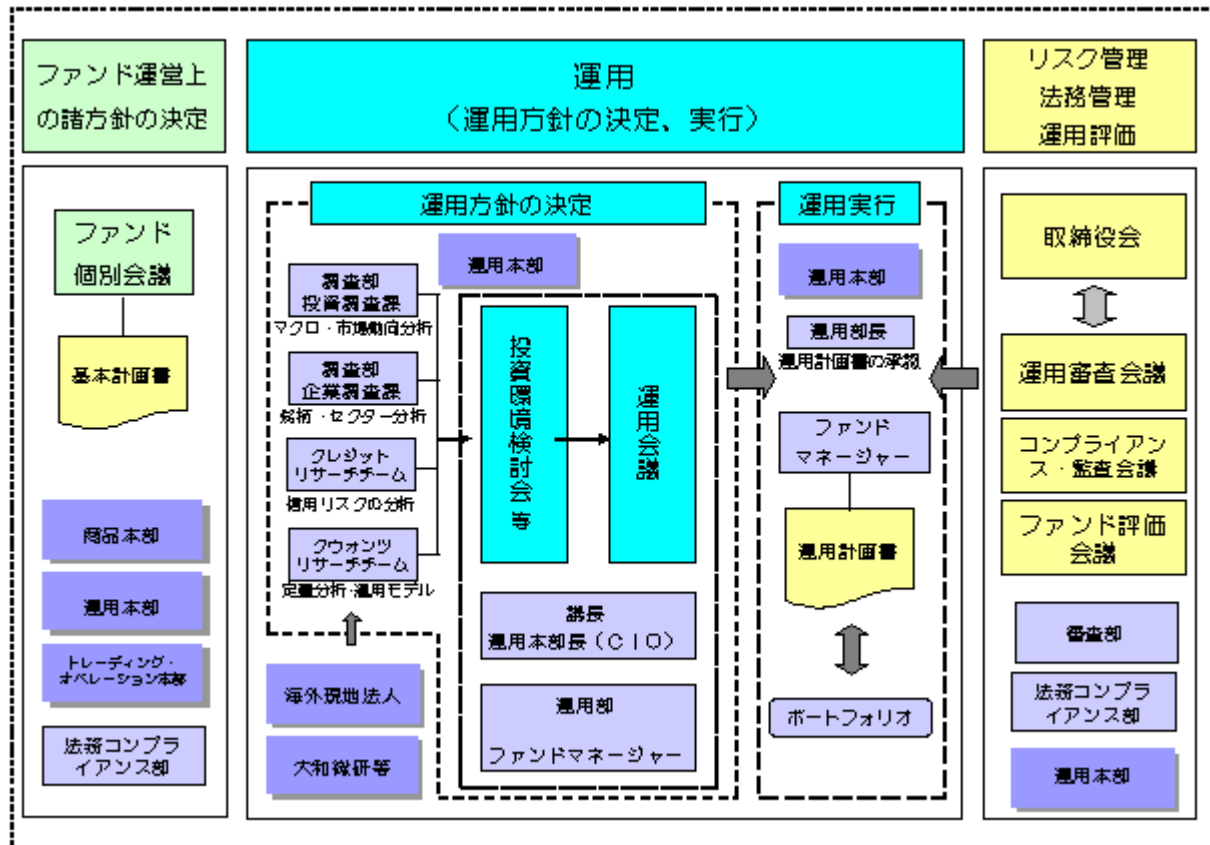 ファンド運営上
の諸方針の決定
運用
（運用方針の決定、実行）
リスク管理
法務管理
運用評価
ファンド
個別会議
基本計画書
商品本部
運用本部
トレーディング・
オペレーション本部
法務コンプラ
イアンス部
運用方針の決定
運用本部
調査部
投資調査課
マクロ・市場動向分析
調査部
企業調査課
銘柄・セクター分析
クレジット
リサーチチーム
信用リスクの分析
クウォンツ
リサーチチーム
定量分析・運用モデル
海外現地法人
大和総研等
投資環境検討会等
運用会議
議長
運用本部長（ＣＩＯ）
運用部
ファンドマネージャー
運用実行
運用本部
運用部長
運用計画書の承認
ファンド
マネージャー
運用計画書
ポートフォリオ
取締役会
運用審査会議
コンプライアン
ス・監査会議
ファンド評価
会議
審査部
法務コンプラ
イアンス部
運用本部